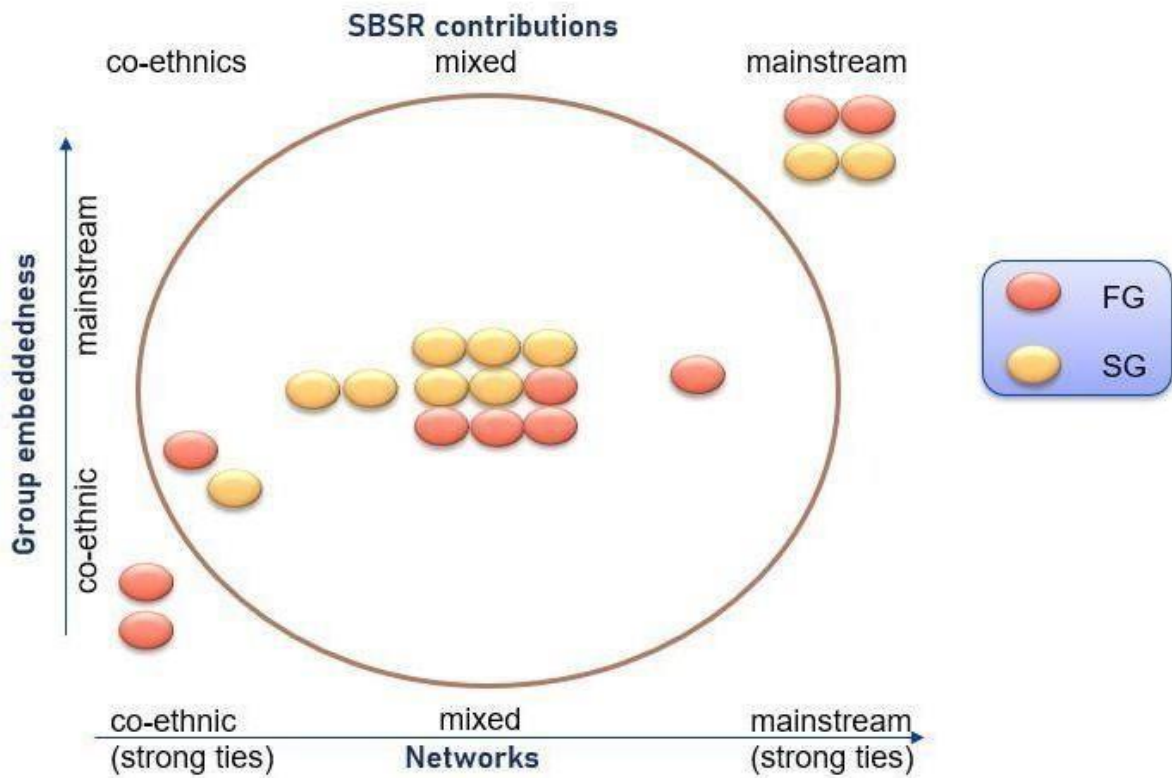 SBSR contributions
co-ethnics mixed mainstream
Group embeddedness
mainstream
co-ethnic
FG
SG
co-ethnic mixed mainstream
(strong ties) Networks (strong ties)